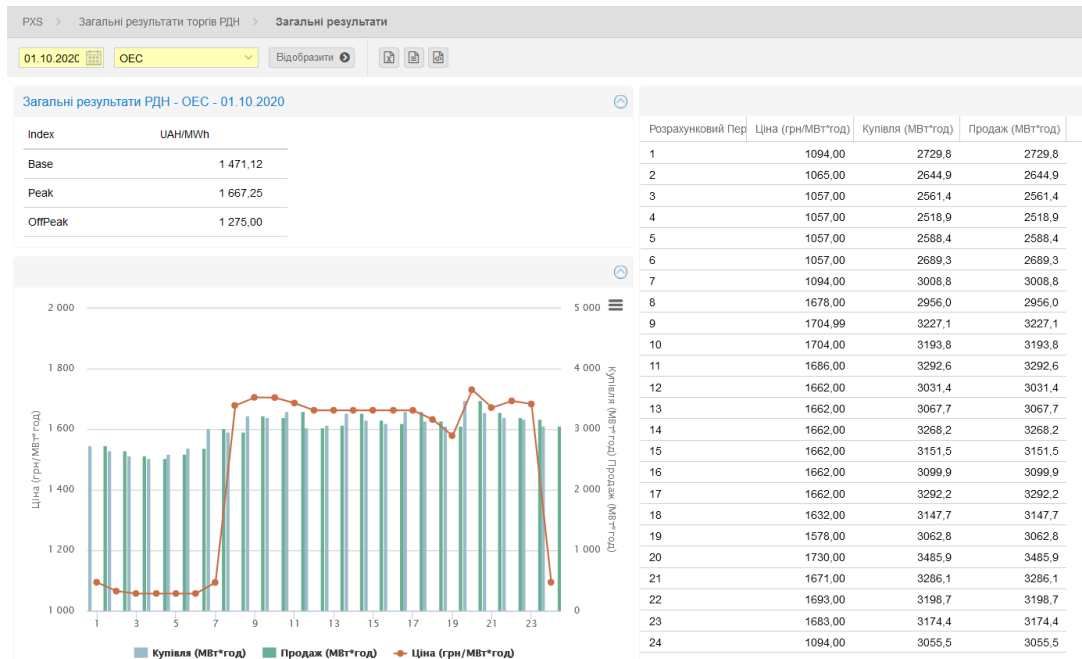 PXS > Загальні результати торгів РДН > Загальні результати
01.10.2020 ОЕС Відобразити
Загальні результати РДН - ОЕС - 01.10.2020
Index UAH/MWh
Base 1 471,12
Peak 1 667,25
OffPeak 1 275,00
2 000 5 000
1 800 4 000
1 600 3 000
1 400 2 000
1 200 1 000
1 000 0
Ціна (грн/МВт*год)
Купівля (МВт*год) Продаж (МВт*год)
1 3 5 7 9 11 13 15 17 19 21 23
Купівля (МВт*год) Продаж (МВт*год) Ціна (грн/МВт*год)
Розрахунковий Пер Ціна (грн/МВт*год) Купівля (МВт*год) Продаж (МВт*год)
1 1094,00 2729,8 2729,8
2 1065,00 2644,9 2644,9
3 1057,00 2561,4 2561,4
4 1057,00 2518,9 2518,9
5 1057,00 2588,4 2588,4
6 1057,00 2689,3 2689,3
7 1094,00 3008,8 3008,8
8 1678,00 2956,0 2956,0
9 1704,99 3227,1 3227,1
10 1704,00 3193,8 3193,8
11 1686,00 3292,6 3292,6
12 1662,00 3031,4 3031,4
13 1662,00 3067,7 3067,7
14 1662,00 3268,2 3268,2
15 1662,00 3151,5 3151,5
16 1662,00 3099,9 3099,9
17 1662,00 3292,2 3292,2
18 1632,00 3147,7 3147,7
19 1578,00 3062,8 3062,8
20 1730,00 3485,9 3485,9
21 1671,00 3286,1 3286,1
22 1693,00 3198,7 3198,7
23 1683,00 3174,4 3174,4
24 1094,00 3055,5 3055,5